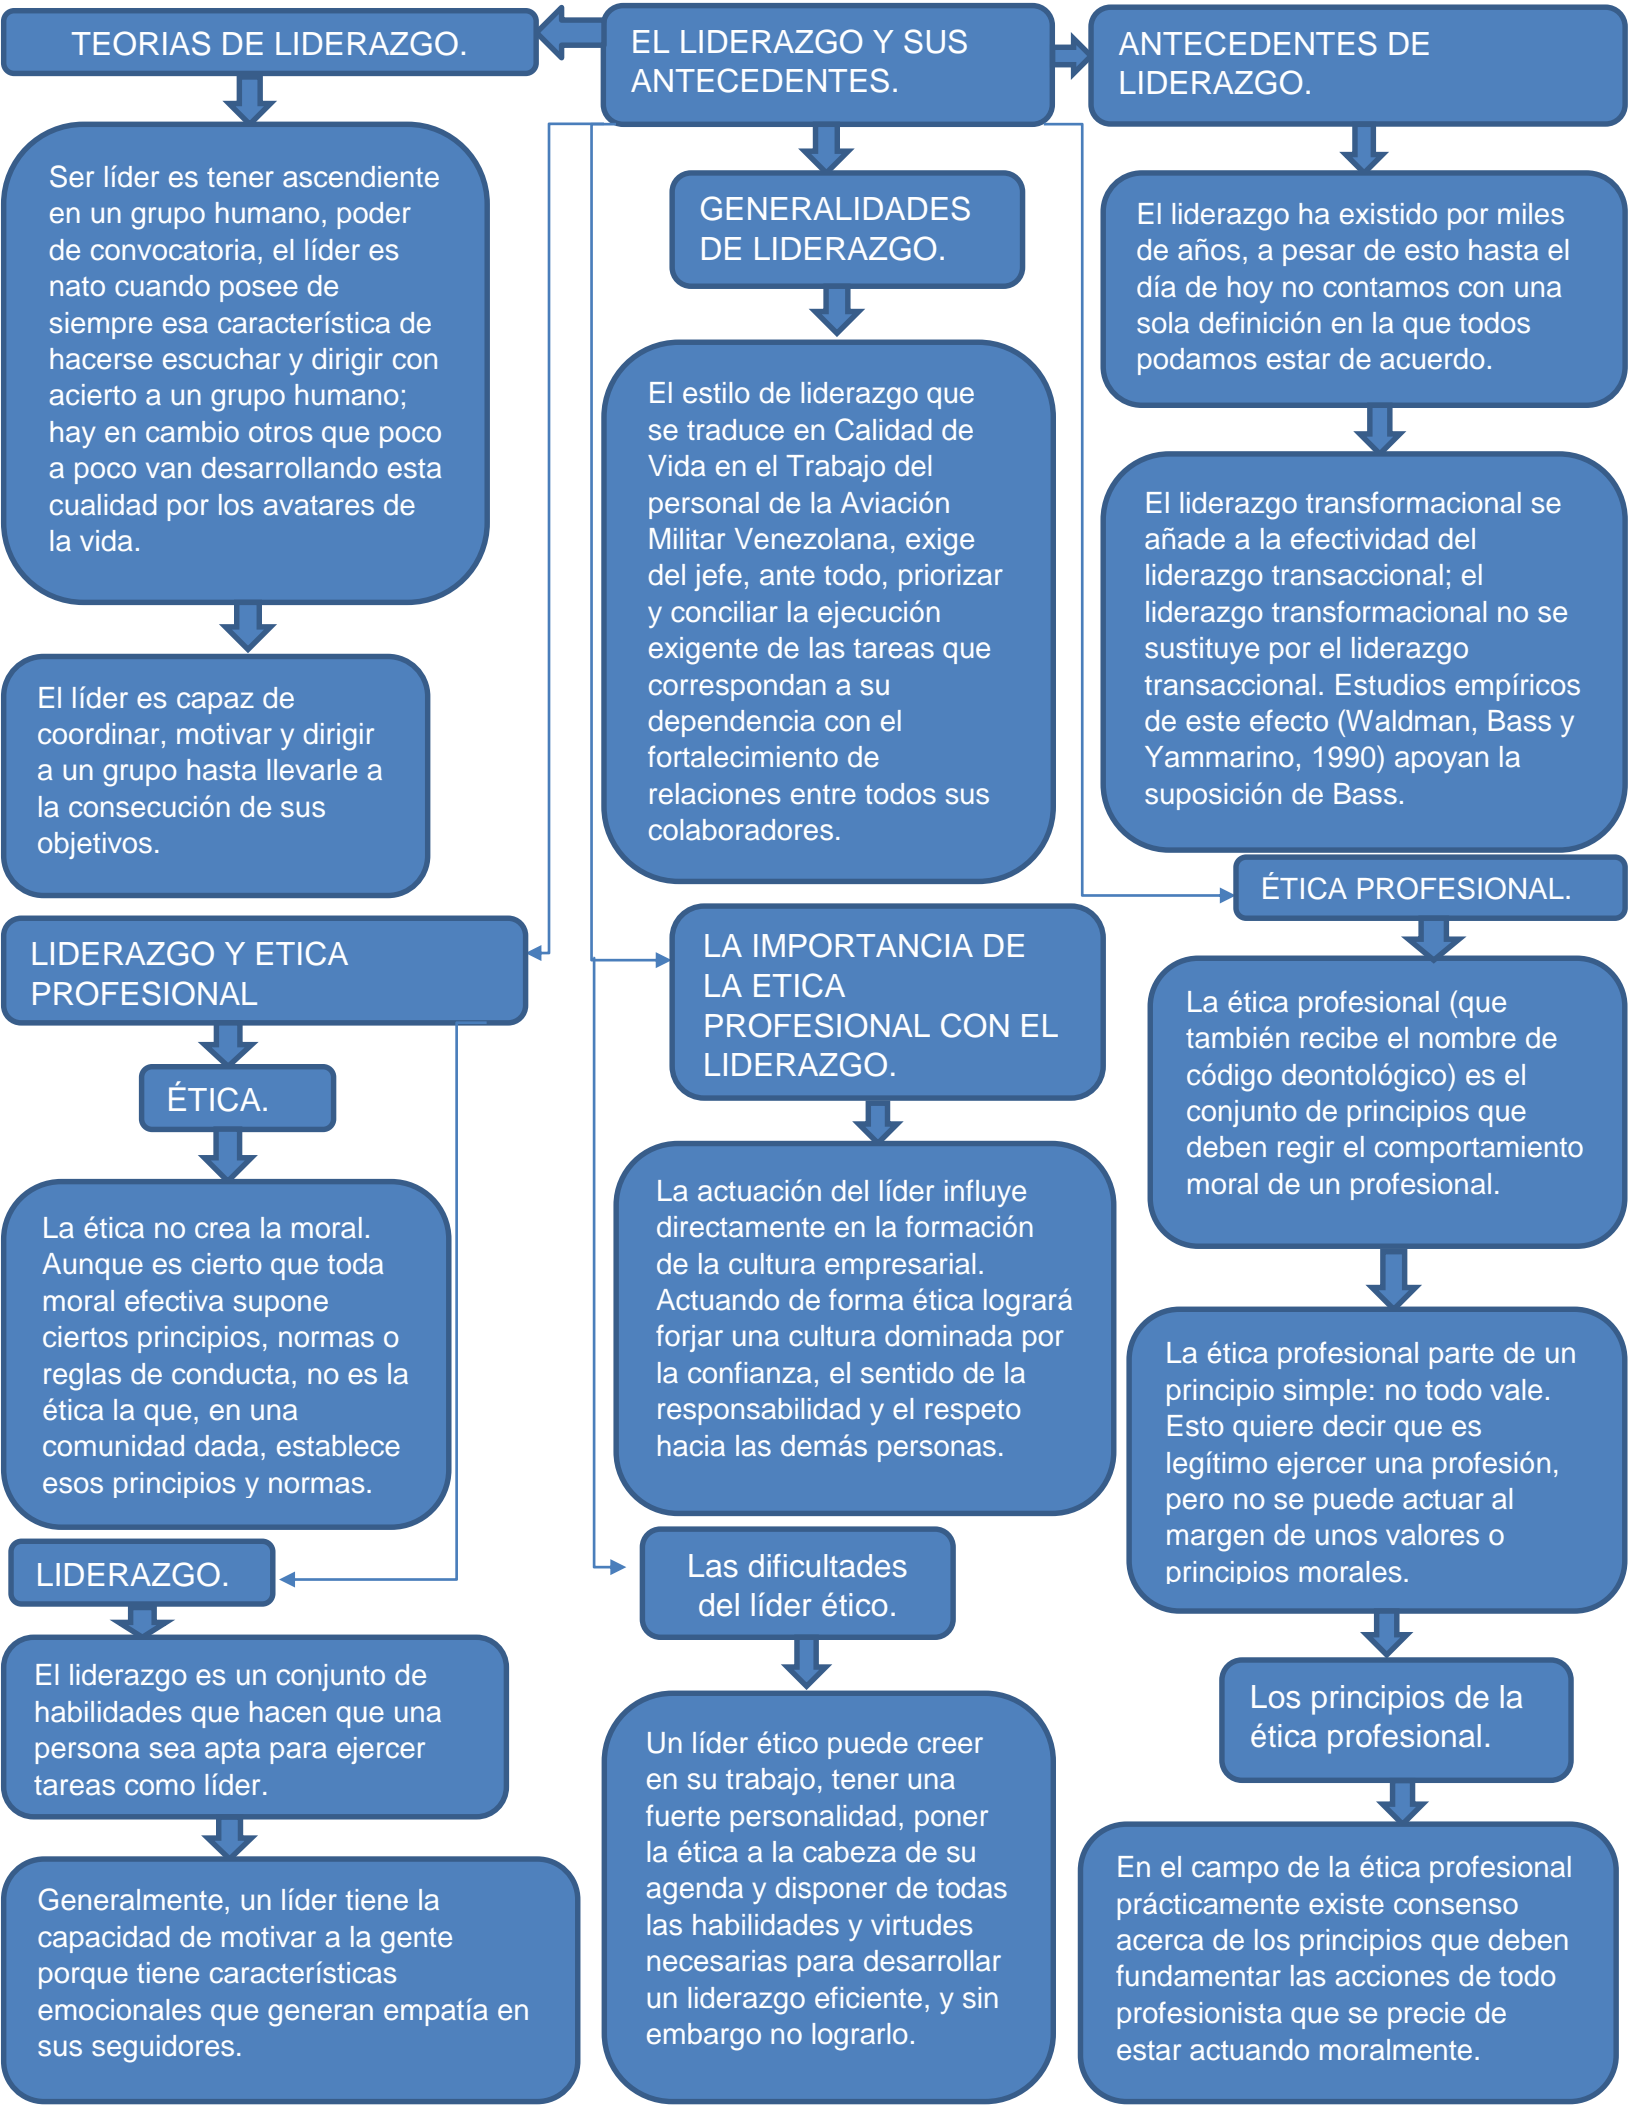 TEORIAS DE LIDERAZGO.
Ser líder es tener ascendiente
en un grupo humano, poder
de convocatoria, el líder es
nato cuando posee de
siempre esa característica de
hacerse escuchar y dirigir con
acierto a un grupo humano;
hay en cambio otros que poco
a poco van desarrollando esta
cualidad por los avatares de
la vida.
El líder es capaz de
coordinar, motivar y dirigir
a un grupo hasta llevarle a
la consecución de sus
objetivos.
LIDERAZGO Y ETICA
PROFESIONAL
ÉTICA.
La ética no crea la moral.
Aunque es cierto que toda
moral efectiva supone
ciertos principios, normas o
reglas de conducta, no es la
ética la que, en una
comunidad dada, establece
esos principios y normas.
LIDERAZGO.
El liderazgo es un conjunto de
habilidades que hacen que una
persona sea apta para ejercer
tareas como líder.
Generalmente, un líder tiene la
capacidad de motivar a la gente
porque tiene características
emocionales que generan empatía en
sus seguidores.
EL LIDERAZGO Y SUS
ANTECEDENTES.
GENERALIDADES
DE LIDERAZGO.
El estilo de liderazgo que
se traduce en Calidad de
Vida en el Trabajo del
personal de la Aviación
Militar Venezolana, exige
del jefe, ante todo, priorizar
y conciliar la ejecución
exigente de las tareas que
correspondan a su
dependencia con el
fortalecimiento de
relaciones entre todos sus
colaboradores.
LA IMPORTANCIA DE
LA ETICA
PROFESIONAL CON EL
LIDERAZGO.
La actuación del líder influye
directamente en la formación
de la cultura empresarial.
Actuando de forma ética logrará
forjar una cultura dominada por
la confianza, el sentido de la
responsabilidad y el respeto
hacia las demás personas.
Las dificultades
del líder ético.
Un líder ético puede creer
en su trabajo, tener una
fuerte personalidad, poner
la ética a la cabeza de su
agenda y disponer de todas
las habilidades y virtudes
necesarias para desarrollar
un liderazgo eficiente, y sin
embargo no lograrlo.
ANTECEDENTES DE
LIDERAZGO.
El liderazgo ha existido por miles
de años, a pesar de esto hasta el
día de hoy no contamos con una
sola definición en la que todos
podamos estar de acuerdo.
El liderazgo transformacional se
añade a la efectividad del
liderazgo transaccional; el
liderazgo transformacional no se
sustituye por el liderazgo
transaccional. Estudios empíricos
de este efecto (Waldman, Bass y
Yammarino, 1990) apoyan la
suposición de Bass.
ÉTICA PROFESIONAL.
La ética profesional (que
también recibe el nombre de
código deontológico) es el
conjunto de principios que
deben regir el comportamiento
moral de un profesional.
La ética profesional parte de un
principio simple: no todo vale.
Esto quiere decir que es
legítimo ejercer una profesión,
pero no se puede actuar al
margen de unos valores o
principios morales.
Los principios de la
ética profesional.
En el campo de la ética profesional
prácticamente existe consenso
acerca de los principios que deben
fundamentar las acciones de todo
profesionista que se precie de
estar actuando moralmente.